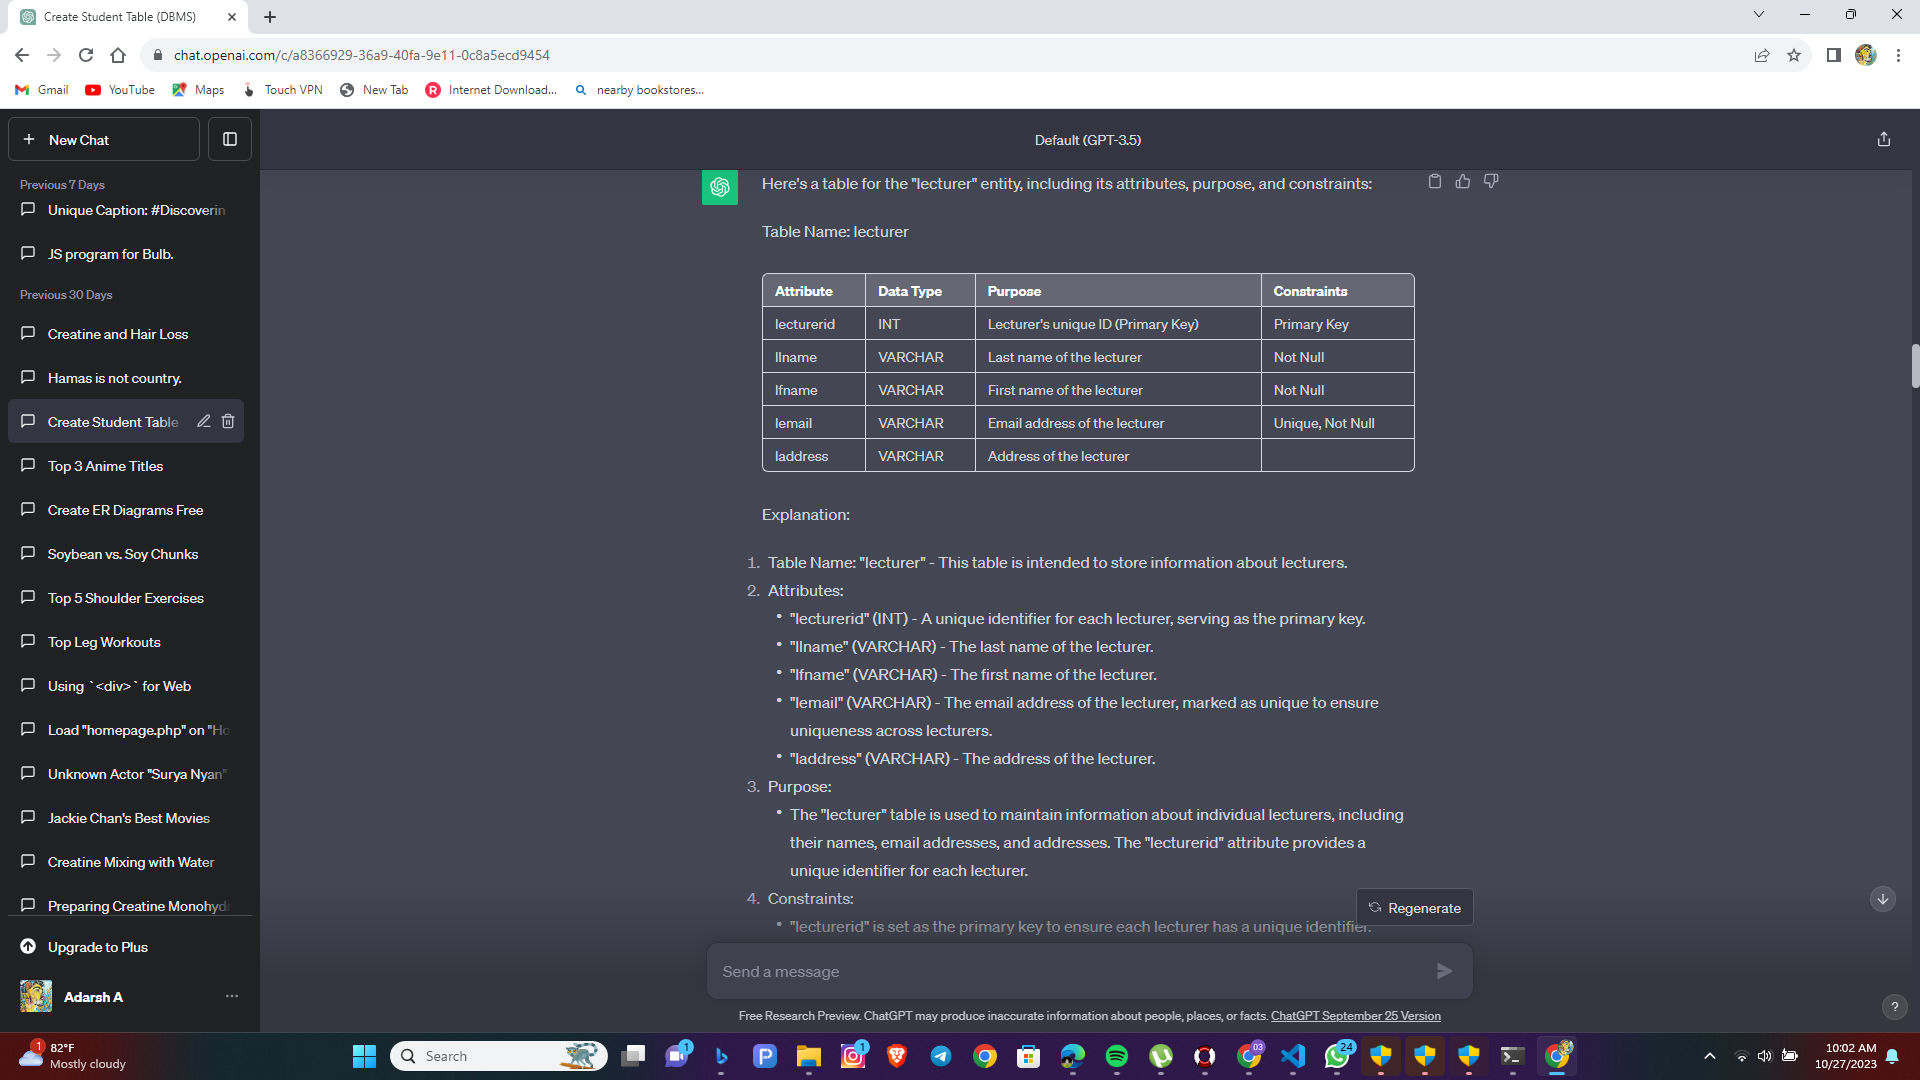 Create Student Table (DBMS)
chat.openai.com/c/a8366929-36a9-40fa-9e11-0c8a5ecd9454
Gmail YouTube Maps Touch VPN New Tab Internet Download... nearby bookstores...
New Chat
Previous 7 Days
Unique Caption: #Discoverin
JS program for Bulb.
Previous 30 Days
Creatine and Hair Loss
Hamas is not country.
Create Student Table
Top 3 Anime Titles
Create ER Diagrams Free
Soybean vs. Soy Chunks
Top 5 Shoulder Exercises
Top Leg Workouts
Using `<div>` for Web
Load "homepage.php" on "Ho
Unknown Actor "Surya Nyan"
Jackie Chan's Best Movies
Creatine Mixing with Water
Preparing Creatine Monohyd
Upgrade to Plus
Adarsh A
Default (GPT-3.5)
Here's a table for the "lecturer" entity, including its attributes, purpose, and constraints:
Table Name: lecturer
Attribute Data Type Purpose Constraints
lecturerid INT Lecturer's unique ID (Primary Key) Primary Key
llname VARCHAR Last name of the lecturer Not Null
lfname VARCHAR First name of the lecturer Not Null
lemail VARCHAR Email address of the lecturer Unique, Not Null
laddress VARCHAR Address of the lecturer
Explanation:
1. Table Name: "lecturer" - This table is intended to store information about lecturers.
2. Attributes:
• "lecturerid" (INT) - A unique identifier for each lecturer, serving as the primary key.
• "llname" (VARCHAR) - The last name of the lecturer.
• "lfname" (VARCHAR) - The first name of the lecturer.
• "lemail" (VARCHAR) - The email address of the lecturer, marked as unique to ensure
uniqueness across lecturers.
• "laddress" (VARCHAR) - The address of the lecturer.
3. Purpose:
• The "lecturer" table is used to maintain information about individual lecturers, including
their names, email addresses, and addresses. The "lecturerid" attribute provides a
unique identifier for each lecturer.
4. Constraints:
• "lecturerid" is set as the primary key to ensure each lecturer has a unique identifier.
Regenerate
Send a message
Free Research Preview. ChatGPT may produce inaccurate information about people, places, or facts. ChatGPT September 25 Version
?
1
82°F
Mostly cloudy
Search
1
1
03
24
10:02 AM
10/27/2023